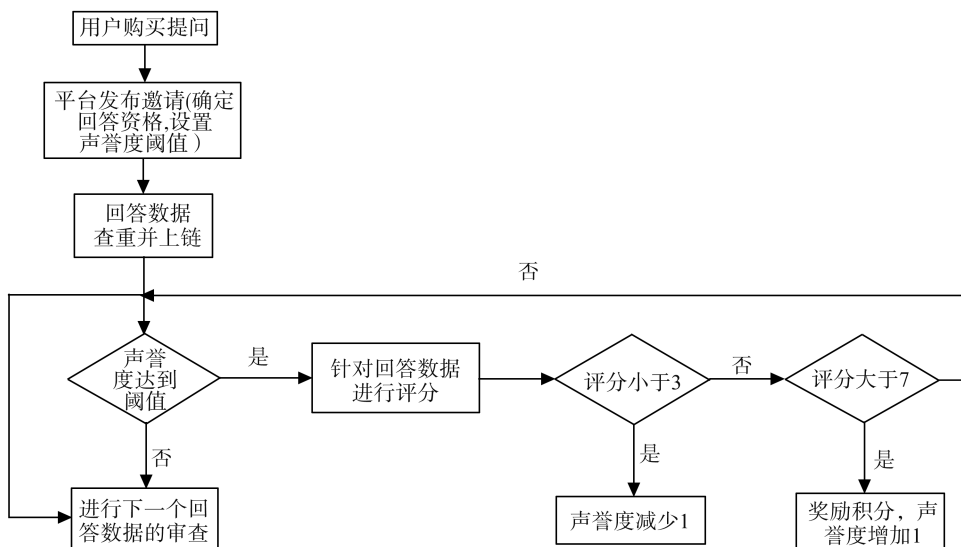 用户购买提问
平台发布邀请(确定
回答资格,设置
声誉度阈值)
回答数据
查重并上链
否
声誉
度达到
阈值
是
针对回答数据
进行评分
评分小于3
否
评分大于7
否
是
是
进行下一个回
答数据的审查
声誉度减少1
奖励积分，声
誉度增加1